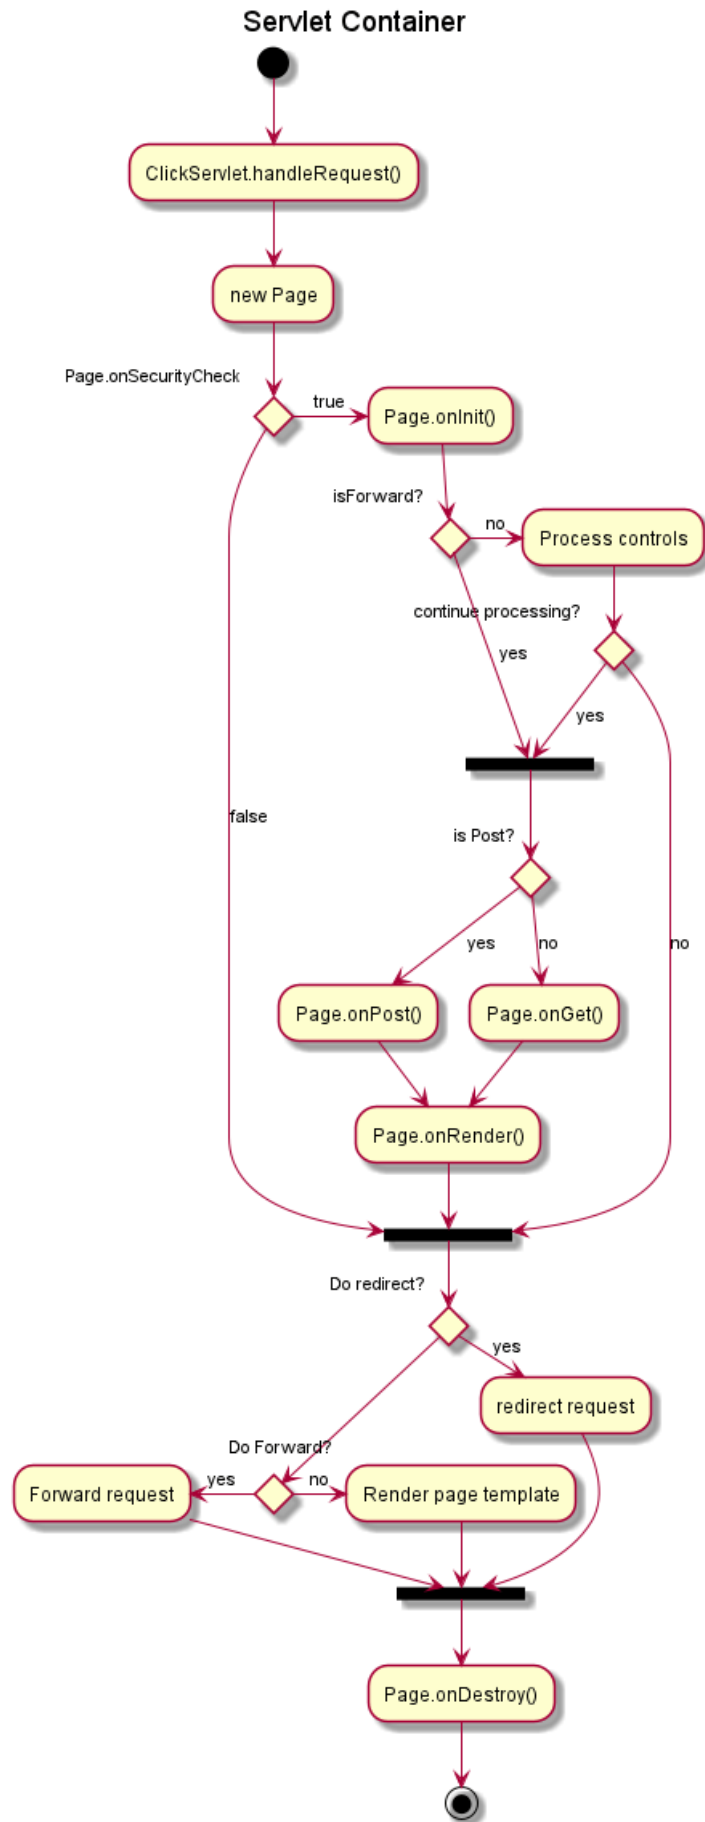 Servlet Container
ClickServlet.handleRequest()
new Page
Page.onSecurityCheck
true
Page.onInit()
isForward?
no
Process controls
continue processing?
yes
yes
false
is Post?
yes
no
no
Page.onPost()
Page.onGet()
Page.onRender()
Do redirect?
yes
redirect request
Do Forward?
yes
no
Forward request
Render page template
Page.onDestroy()